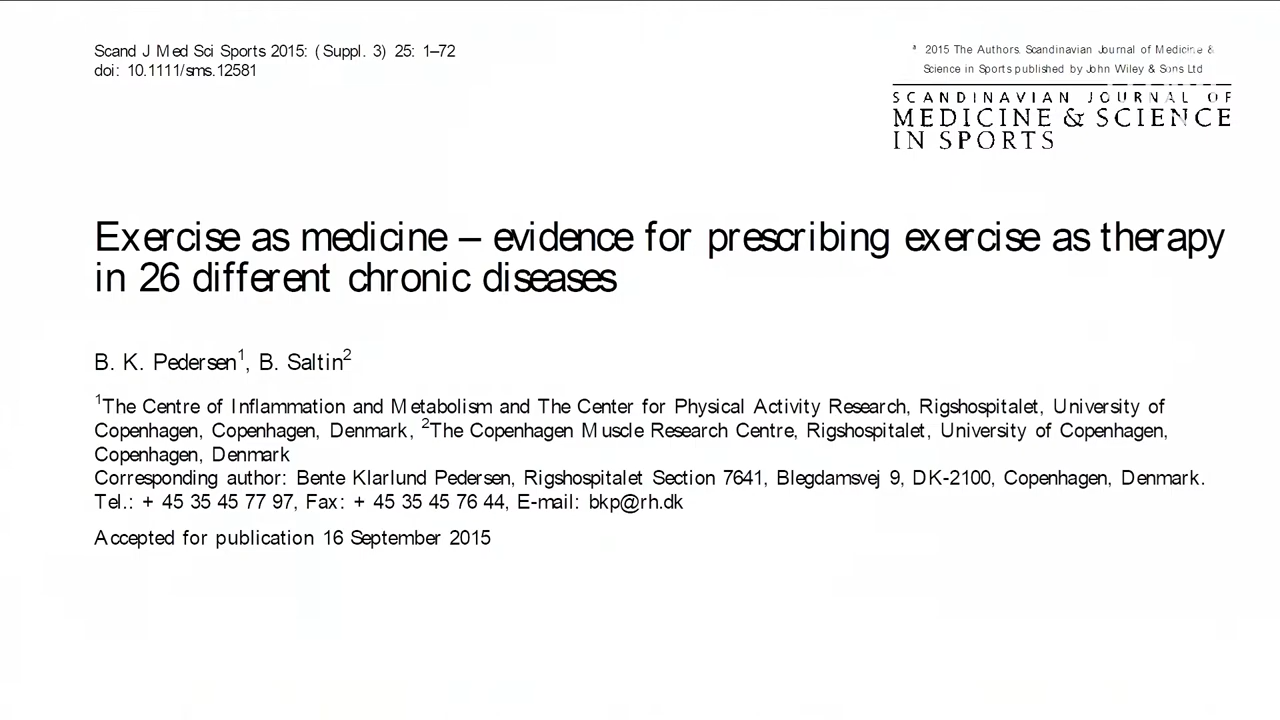 Scand J Med Sci Sports 2015: (Suppl. 3) 25: 1–72
doi: 10.1111/sms.12581
ª 2015 The Authors. Scandinavian Journal of Medicine &
Science in Sports published by John Wiley & Sons Ltd
SCANDINAVIAN JOURNAL OF
MEDICINE & SCIENCE
IN SPORTS
Exercise as medicine – evidence for prescribing exercise as therapy
in 26 different chronic diseases
B. K. Pedersen¹, B. Saltin²
¹The Centre of Inflammation and Metabolism and The Center for Physical Activity Research, Rigshospitalet, University of
Copenhagen, Copenhagen, Denmark, ²The Copenhagen Muscle Research Centre, Rigshospitalet, University of Copenhagen,
Copenhagen, Denmark
Corresponding author: Bente Klarlund Pedersen, Rigshospitalet Section 7641, Blegdamsvej 9, DK-2100, Copenhagen, Denmark.
Tel.: + 45 35 45 77 97, Fax: + 45 35 45 76 44, E-mail: bkp@rh.dk
Accepted for publication 16 September 2015